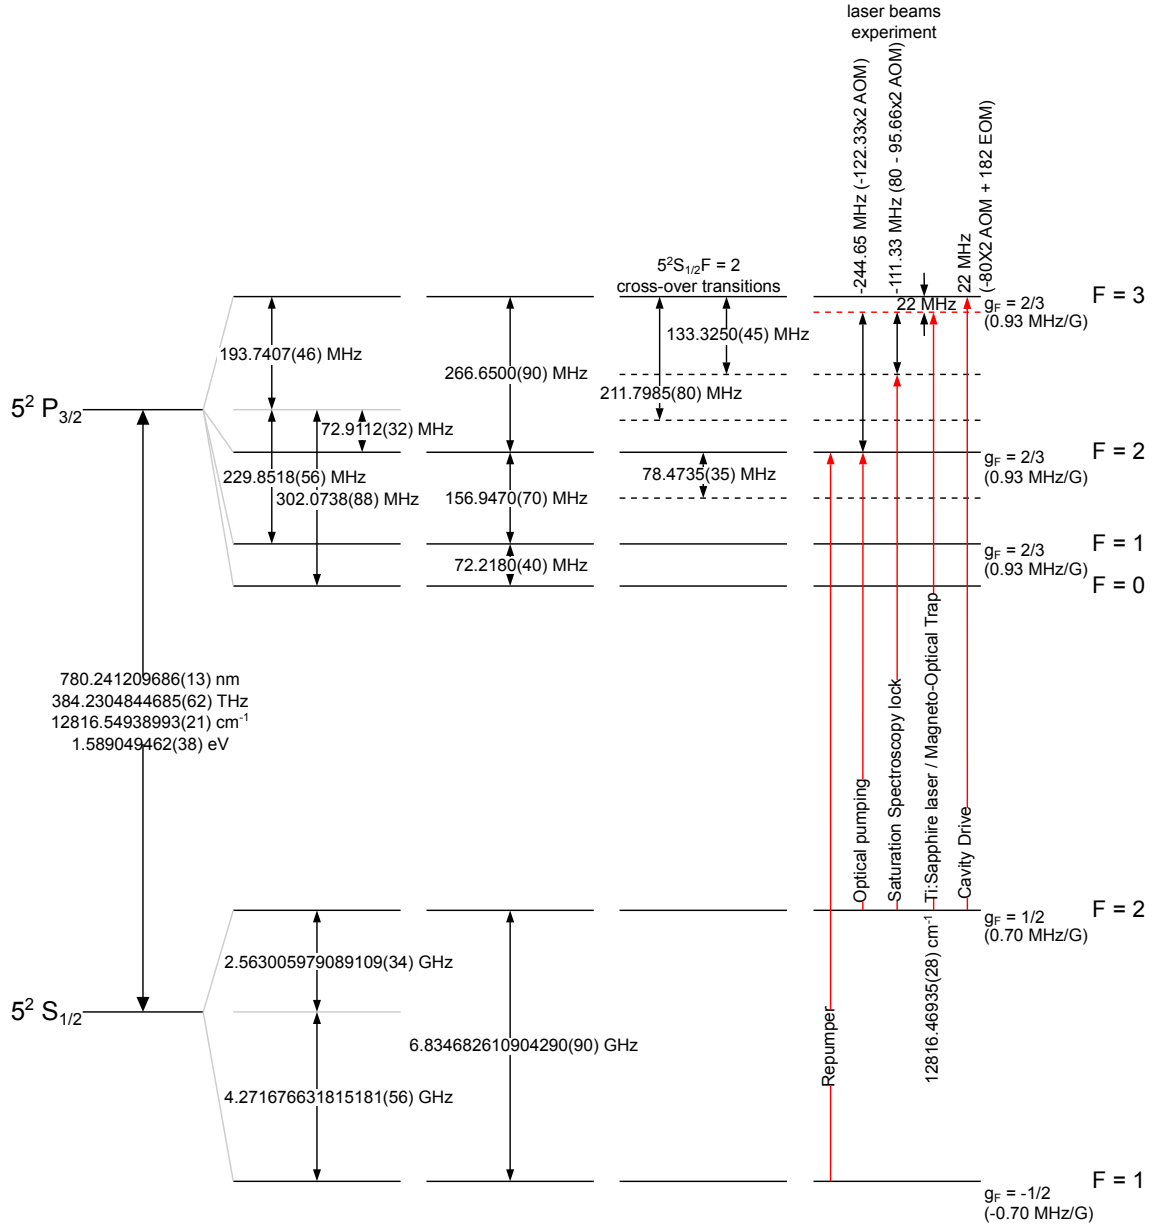 laser beams
experiment
-244.65 MHz (-122.33x2 AOM)
-111.33 MHz (80 - 95.66x2 AOM)
22 MHz
(-80X2 AOM + 182 EOM)
5² S₁/₂F = 2
cross-over transitions
22 MHz
g_F = 2/3
(0.93 MHz/G)
F = 3
193.7407(46) MHz
266.6500(90) MHz
133.3250(45) MHz
211.7985(80) MHz
5² P₃/₂
72.9112(32) MHz
229.8518(56) MHz
302.0738(88) MHz
156.9470(70) MHz
78.4735(35) MHz
g_F = 2/3
(0.93 MHz/G)
F = 2
72.2180(40) MHz
g_F = 2/3
(0.93 MHz/G)
F = 1
F = 0
780.241209686(13) nm
384.2304844685(62) THz
12816.54938993(21) cm⁻¹
1.589049462(38) eV
Repumper
Optical pumping
Saturation Spectroscopy lock
12816.46935(28) cm⁻¹ Ti:Sapphire laser / Magneto-Optical Trap
Cavity Drive
g_F = 1/2
(0.70 MHz/G)
F = 2
2.563005979089109(34) GHz
5² S₁/₂
6.834682610904290(90) GHz
4.271676631815181(56) GHz
g_F = -1/2
(-0.70 MHz/G)
F = 1